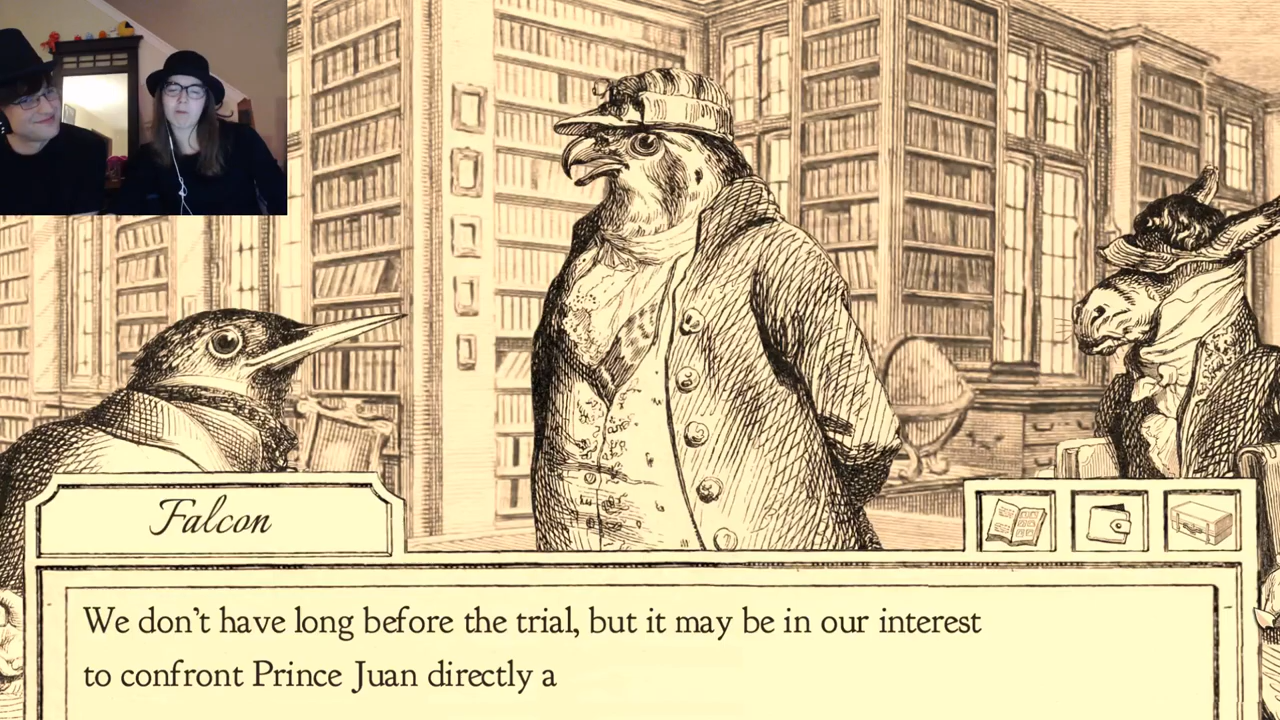 Falcon
We don't have long before the trial, but it may be in our interest
to confront Prince Juan directly a